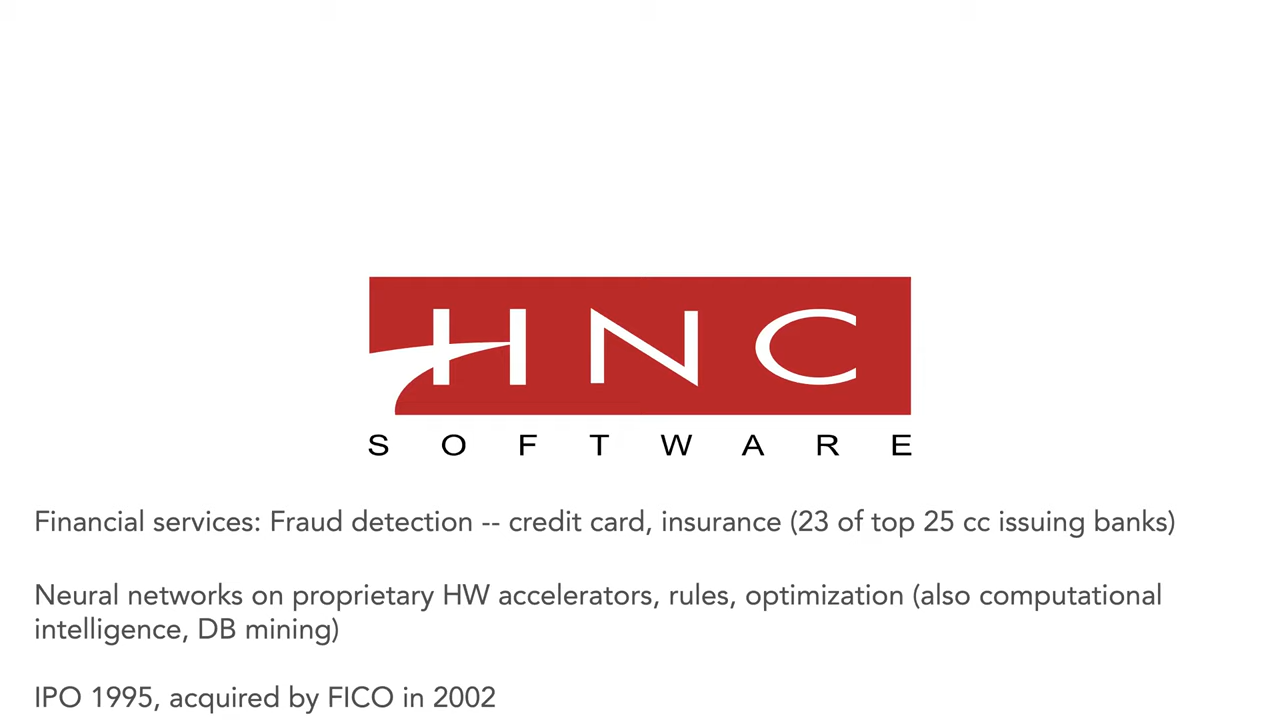 HNC
SOFTWARE
Financial services: Fraud detection -- credit card, insurance (23 of top 25 cc issuing banks)
Neural networks on proprietary HW accelerators, rules, optimization (also computational
intelligence, DB mining)
IPO 1995, acquired by FICO in 2002